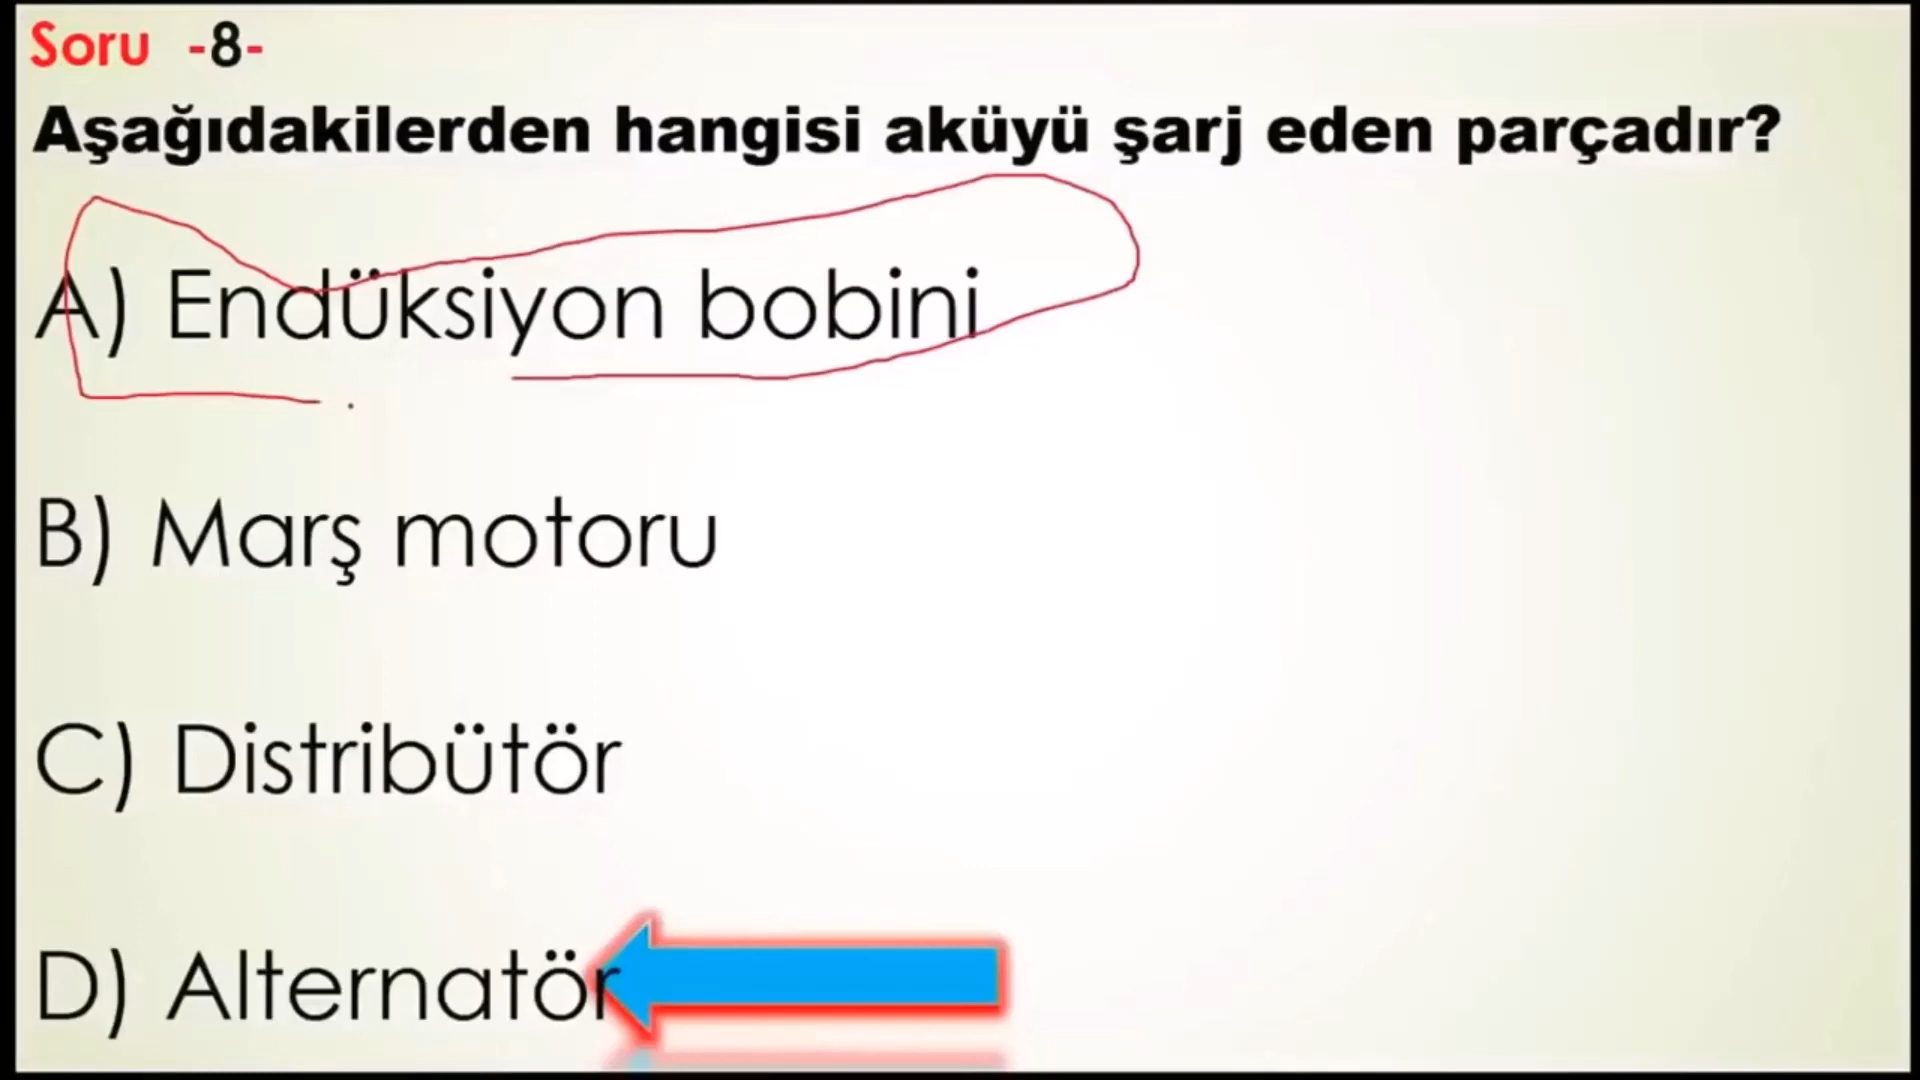 Soru -8-
Aşağıdakilerden hangisi aküyü şarj eden parçadır?
A) Endüksiyon bobini
B) Marş motoru
C) Distribütör
D) Alternatör